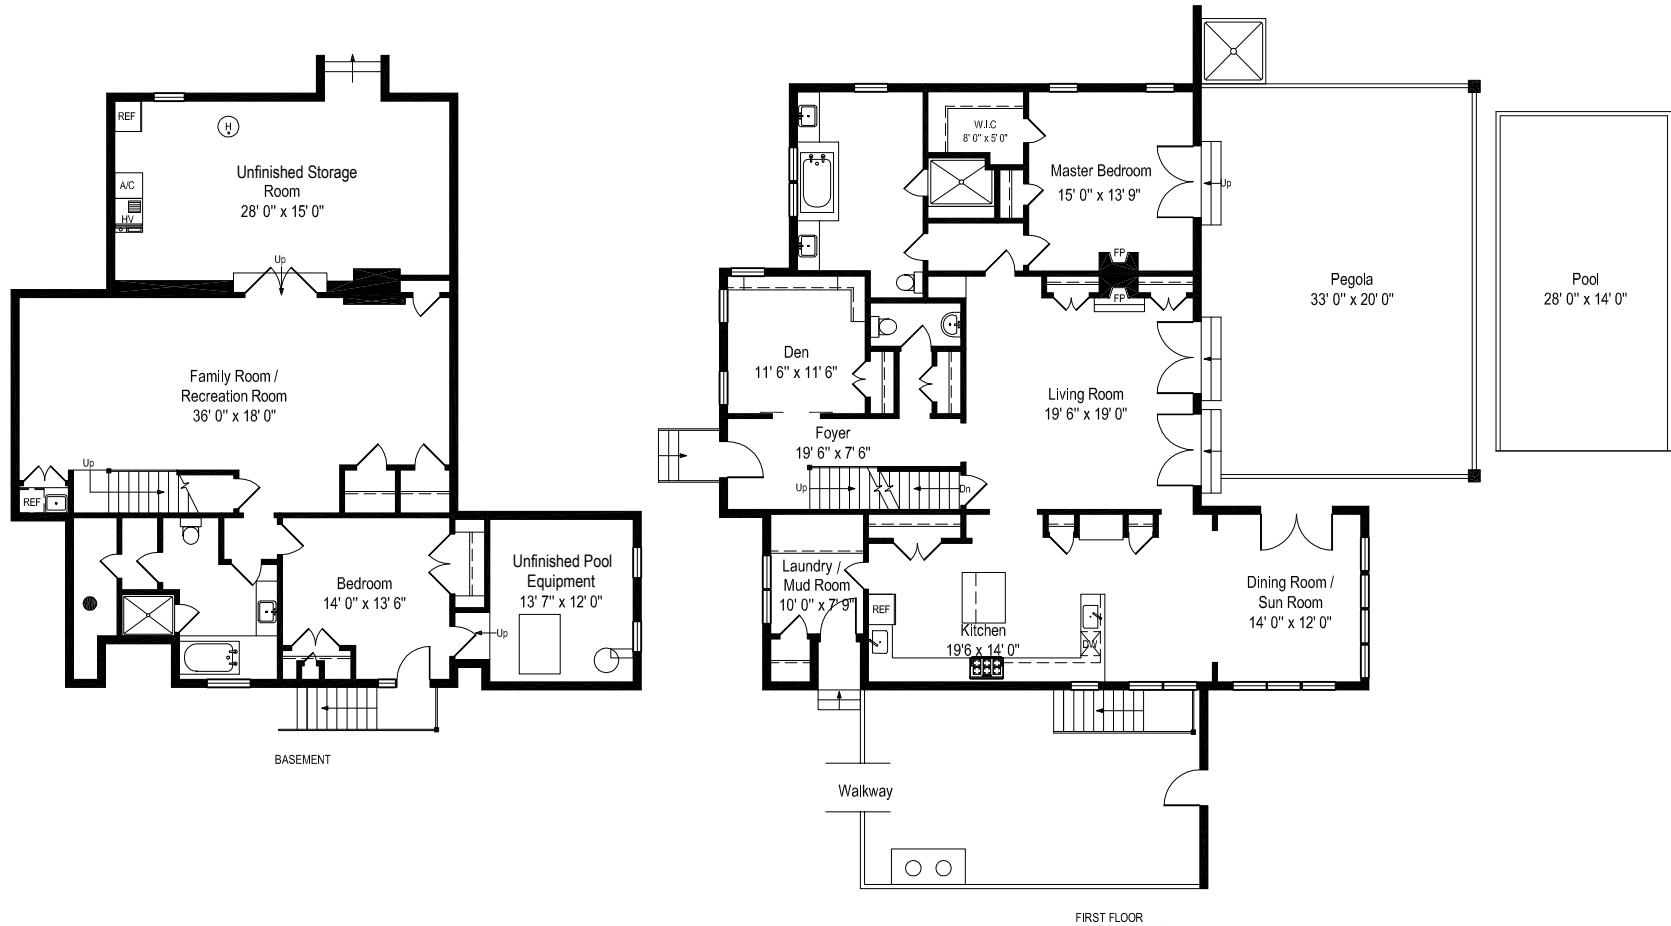 REF
H
Unfinished Storage
Room
28' 0" x 15' 0"
A/C
HV
Up
Family Room /
Recreation Room
36' 0" x 18' 0"
Up
REF
Bedroom
14' 0" x 13' 6"
Unfinished Pool
Equipment
13' 7" x 12' 0"
Up
BASEMENT
W.I.C
8' 0" x 5' 0"
Master Bedroom
15' 0" x 13' 9"
Up
FP
FP
Pegola
33' 0" x 20' 0"
Pool
28' 0" x 14' 0"
Den
11' 6" x 11' 6"
Living Room
19' 6" x 19' 0"
Foyer
19' 6" x 7' 6"
Up
Dn
Laundry /
Mud Room
10' 0" x 7' 9"
REF
Kitchen
19'6 x 14' 0"
DW
Dining Room /
Sun Room
14' 0" x 12' 0"
Walkway
FIRST FLOOR